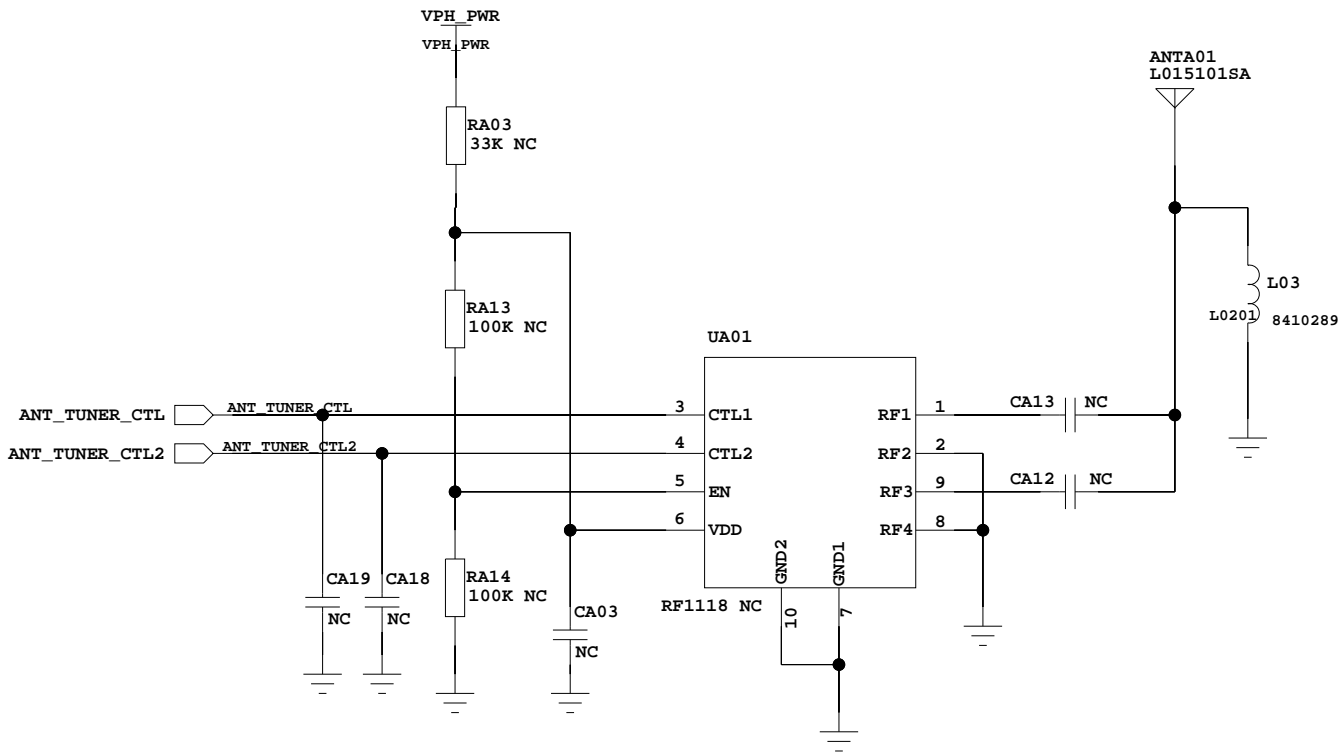 VPH_PWR
VPH_PWR
ANTA01
L015101SA
RA03
33K NC
L03
L0201
8410289
RA13
100K NC
UA01
ANT_TUNER_CTL
ANT_TUNER_CTL
3
CTL1
RF1
1
CA13
NC
ANT_TUNER_CTL2
ANT_TUNER_CTL2
4
CTL2
RF2
2
5
EN
RF3
9
CA12
NC
6
VDD
RF4
8
GND2
GND1
CA19
NC
CA18
NC
RA14
100K NC
CA03
NC
RF1118 NC
10
7